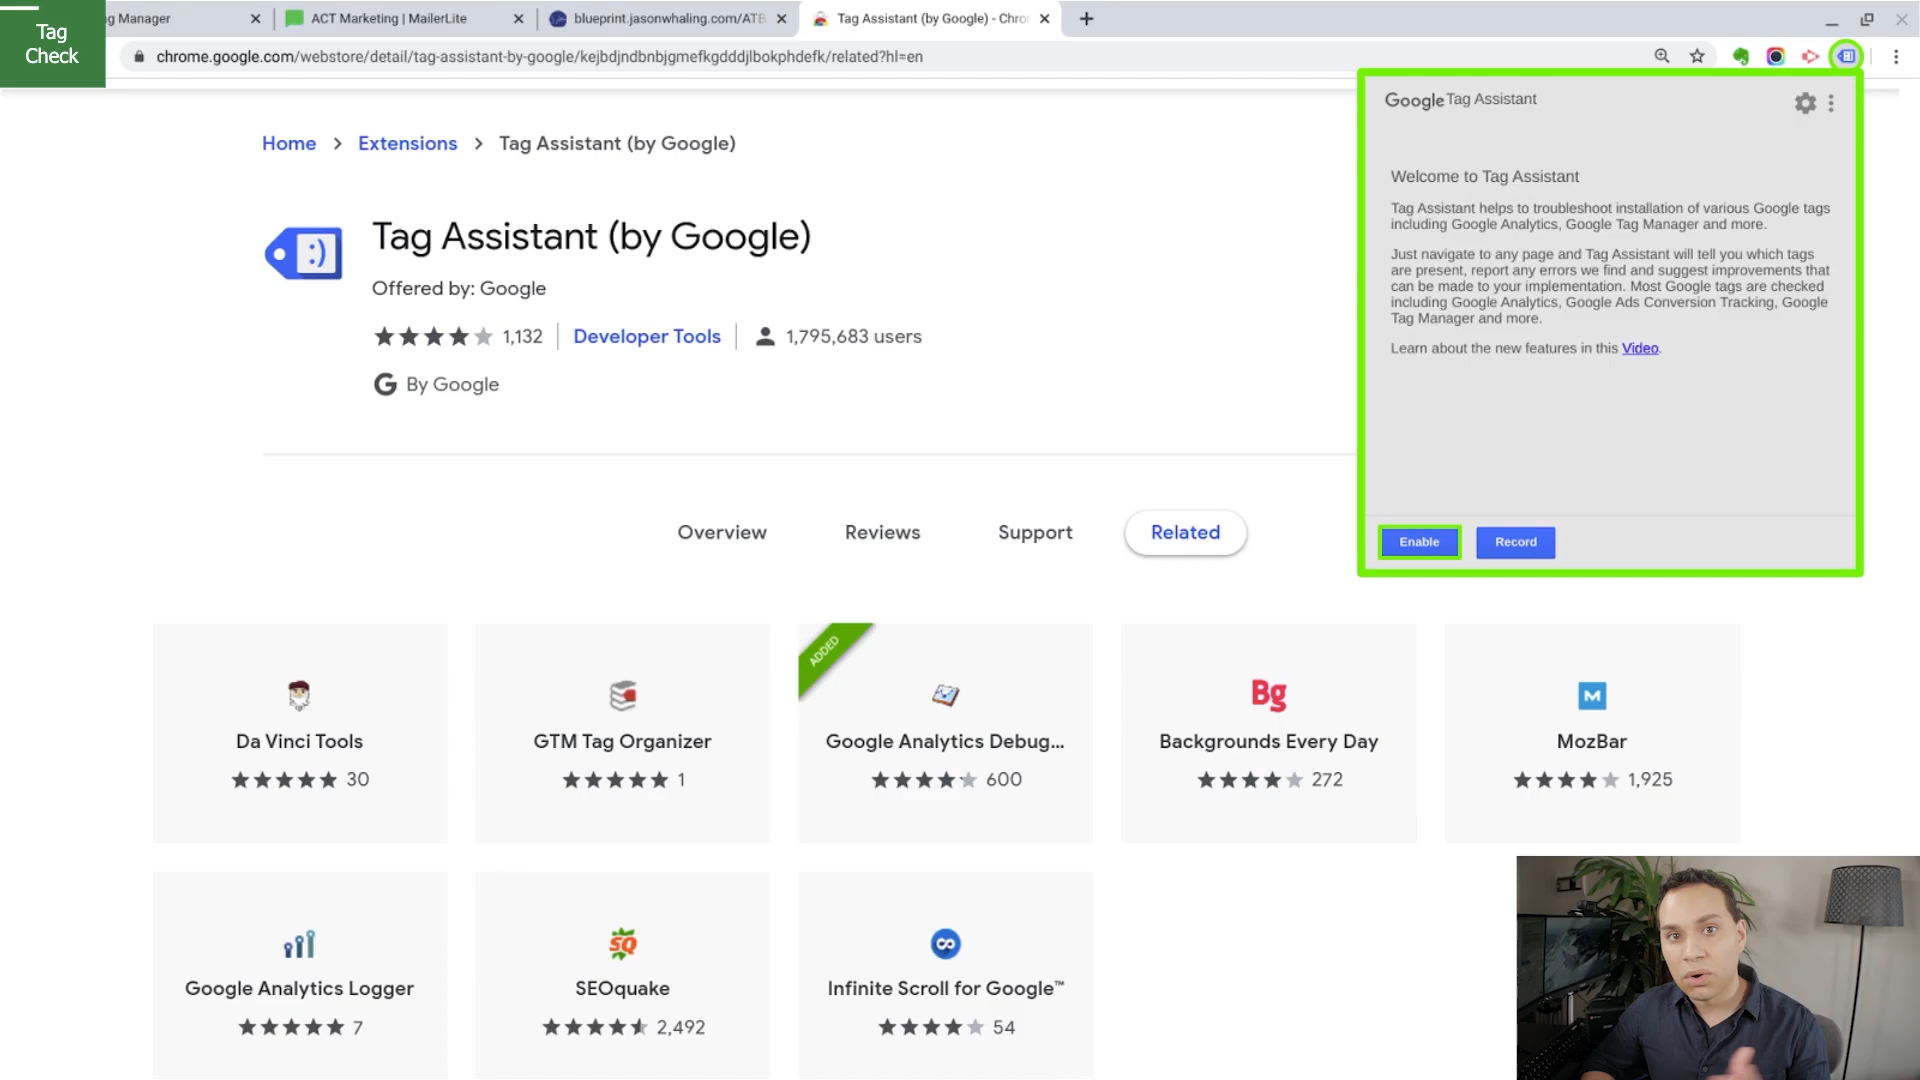 Tag
Check
g Manager
ACT Marketing | MailerLite
blueprint.jasonwhaling.com/ATB
Tag Assistant (by Google) - Chro
chrome.google.com/webstore/detail/tag-assistant-by-google/kejbdjndbnbjgmefkgdddjlbokphdefk/related?hl=en
Home > Extensions > Tag Assistant (by Google)
:)
Tag Assistant (by Google)
Offered by: Google
1,132
Developer Tools
1,795,683 users
G By Google
Google Tag Assistant
Welcome to Tag Assistant
Tag Assistant helps to troubleshoot installation of various Google tags
including Google Analytics, Google Tag Manager and more.
Just navigate to any page and Tag Assistant will tell you which tags
are present, report any errors we find and suggest improvements that
can be made to your implementation. Most Google tags are checked
including Google Analytics, Google Ads Conversion Tracking, Google
Tag Manager and more.
Learn about the new features in this Video.
Enable
Record
Overview
Reviews
Support
Related
Da Vinci Tools
30
GTM Tag Organizer
1
ADDED
Google Analytics Debug...
600
Bg
Backgrounds Every Day
272
M
MozBar
1,925
Google Analytics Logger
7
SQ
SEOquake
2,492
Infinite Scroll for Google™
54